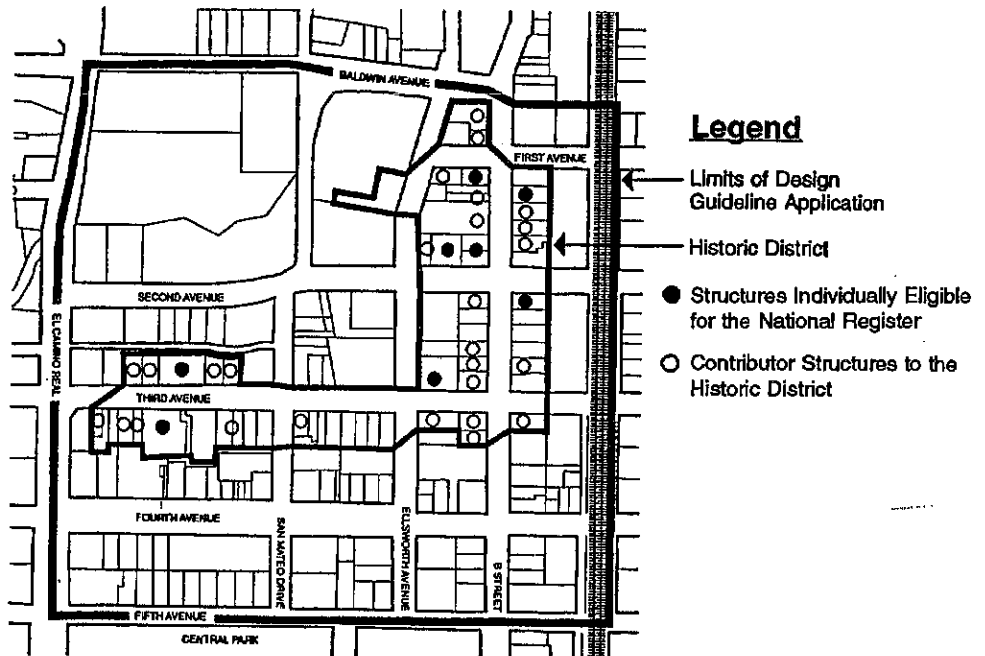 BALDWIN AVENUE
FIRST AVENUE
SECOND AVENUE
EL CAMINO REAL
THIRD AVENUE
FOURTH AVENUE
SAN MATEO DRIVE
ELLSWORTH AVENUE
B STREET
FIFTH AVENUE
CENTRAL PARK
Legend
Limits of Design
Guideline Application
Historic District
Structures Individually Eligible
for the National Register
Contributor Structures to the
Historic District